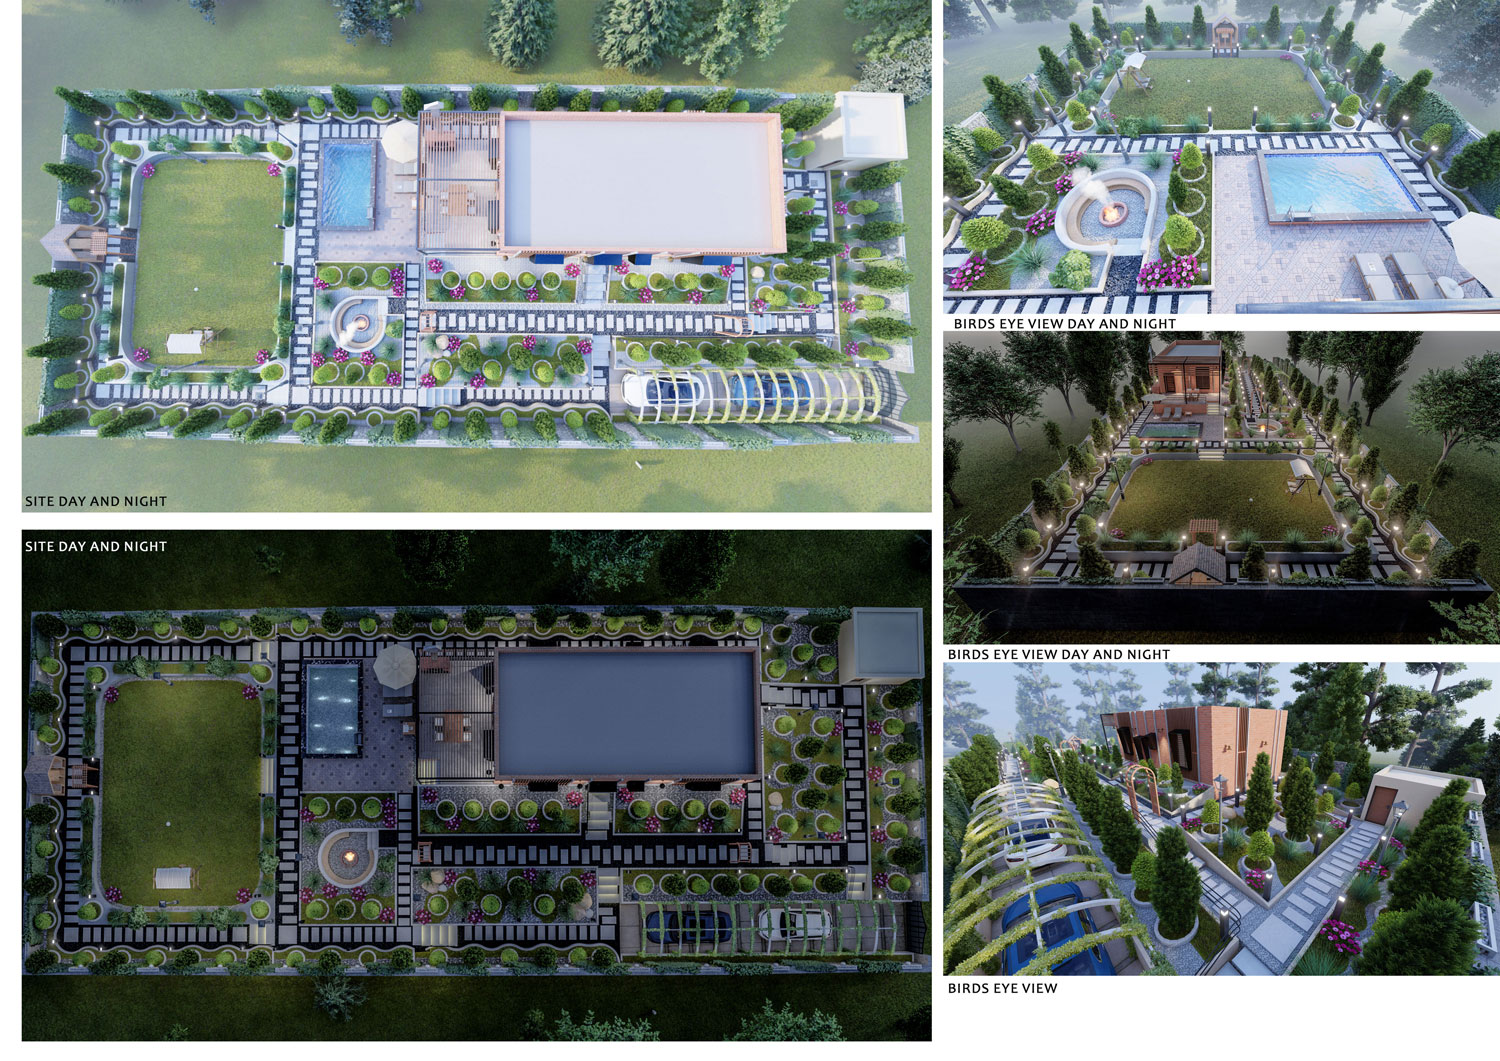 SITE DAY AND NIGHT
SITE DAY AND NIGHT
BIRDS EYE VIEW DAY AND NIGHT
BIRDS EYE VIEW DAY AND NIGHT
BIRDS EYE VIEW